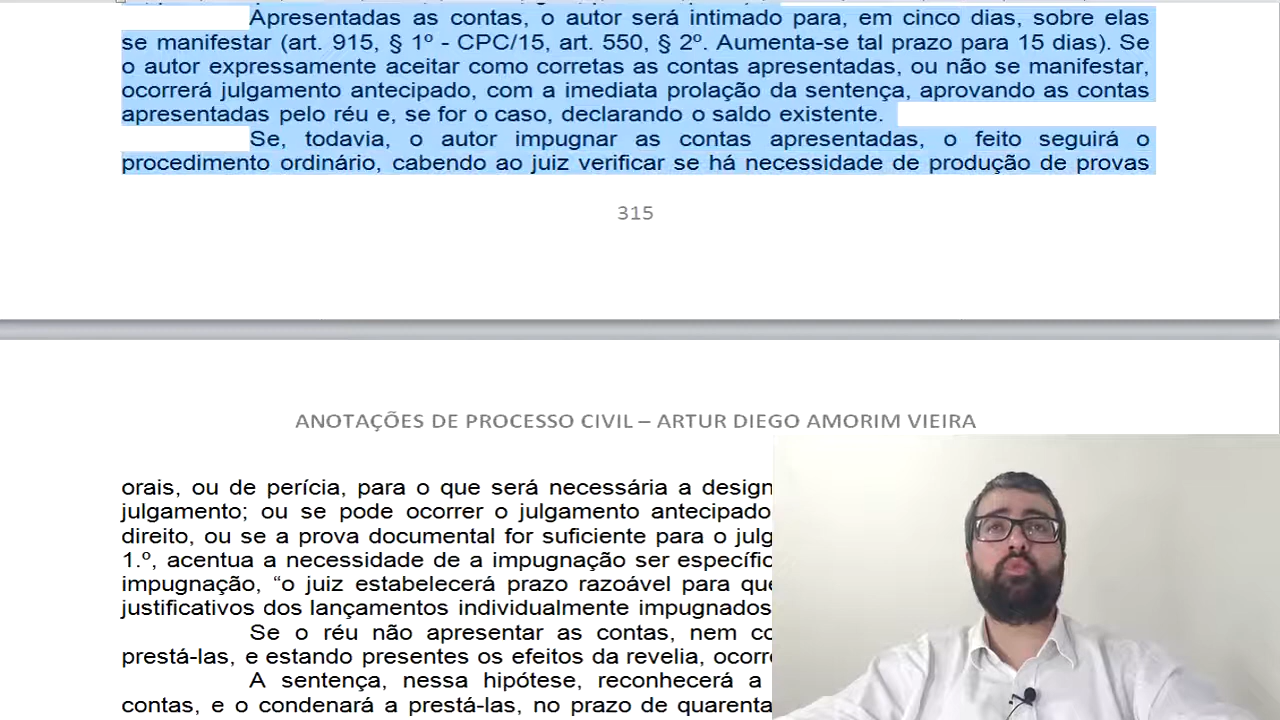 Apresentadas as contas, o autor será intimado para, em cinco dias, sobre elas
se manifestar (art. 915, § 1º - CPC/15, art. 550, § 2º. Aumenta-se tal prazo para 15 dias). Se
o autor expressamente aceitar como corretas as contas apresentadas, ou não se manifestar,
ocorrerá julgamento antecipado, com a imediata prolação da sentença, aprovando as contas
apresentadas pelo réu e, se for o caso, declarando o saldo existente.
Se, todavia, o autor impugnar as contas apresentadas, o feito seguirá o
procedimento ordinário, cabendo ao juiz verificar se há necessidade de produção de provas
315
ANOTAÇÕES DE PROCESSO CIVIL – ARTUR DIEGO AMORIM VIEIRA
orais, ou de perícia, para o que será necessária a design
julgamento; ou se pode ocorrer o julgamento antecipado
direito, ou se a prova documental for suficiente para o julg
1.º, acentua a necessidade de a impugnação ser específic
impugnação, “o juiz estabelecerá prazo razoável para que
justificativos dos lançamentos individualmente impugnados
Se o réu não apresentar as contas, nem co
prestá-las, e estando presentes os efeitos da revelia, ocorre
A sentença, nessa hipótese, reconhecerá a
contas, e o condenará a prestá-las, no prazo de quarenta